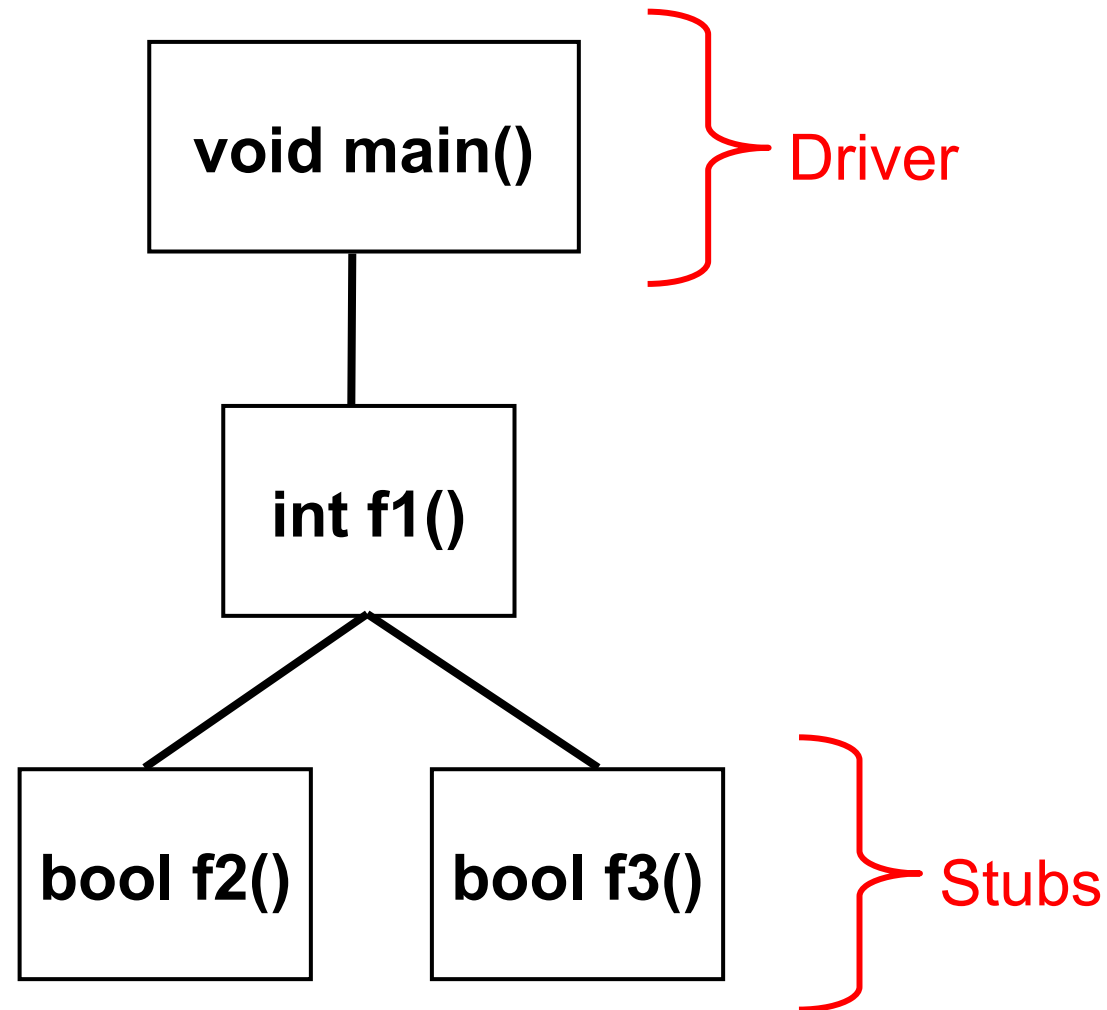 void main()
Driver
int f1()
bool f2()
bool f3()
Stubs